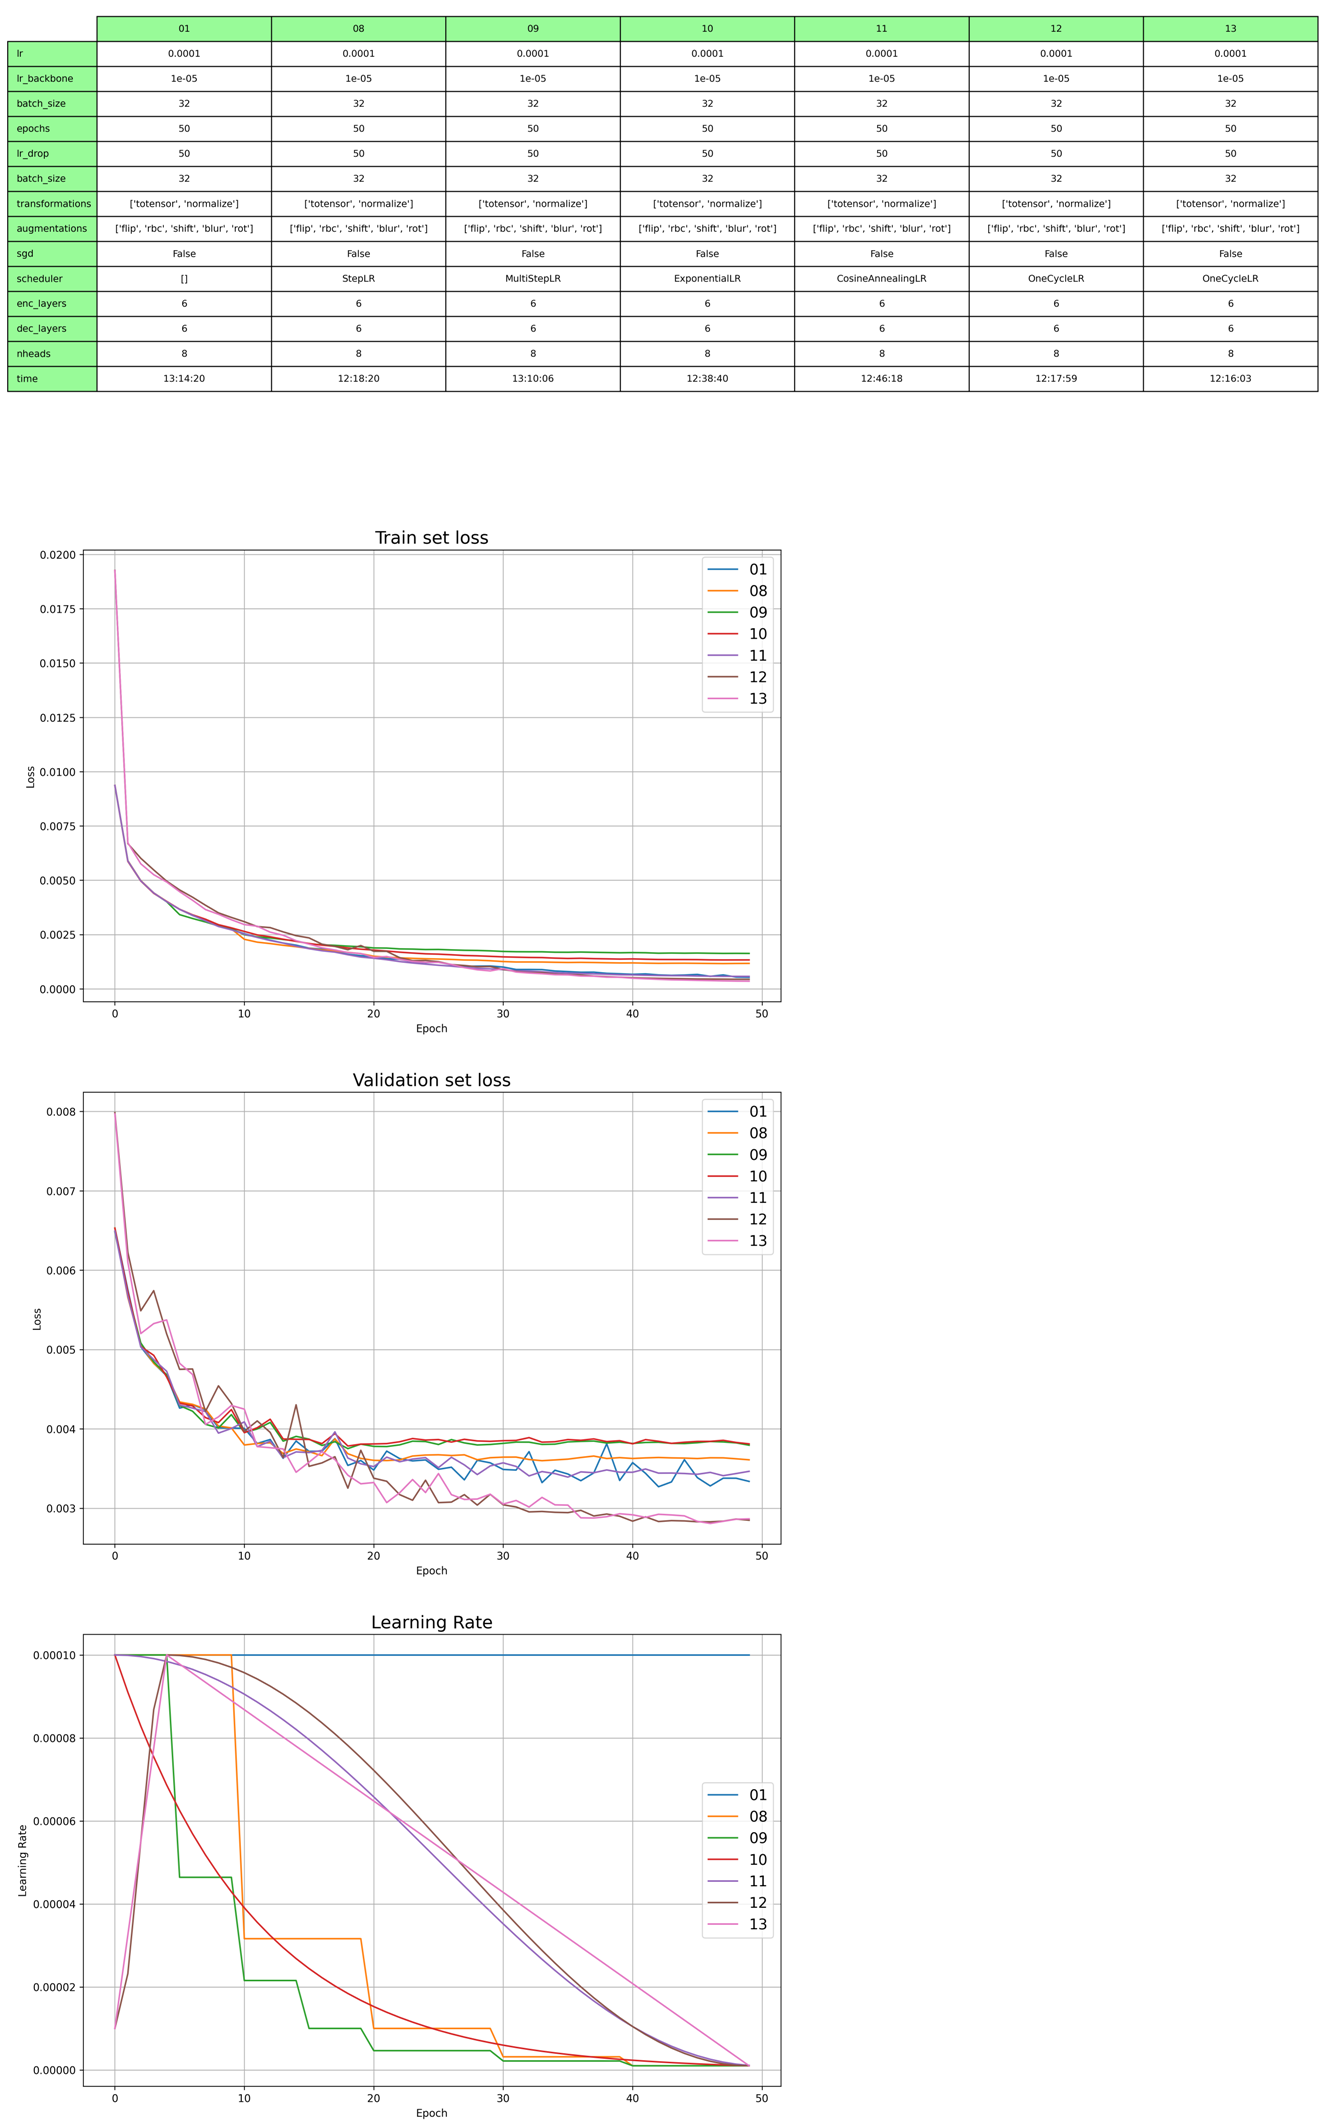 01 08 09 10 11 12 13
lr 0.0001 0.0001 0.0001 0.0001 0.0001 0.0001 0.0001
lr_backbone 1e-05 1e-05 1e-05 1e-05 1e-05 1e-05 1e-05
batch_size 32 32 32 32 32 32 32
epochs 50 50 50 50 50 50 50
lr_drop 50 50 50 50 50 50 50
batch_size 32 32 32 32 32 32 32
transformations ['totensor', 'normalize'] ['totensor', 'normalize'] ['totensor', 'normalize'] ['totensor', 'normalize'] ['totensor', 'normalize'] ['totensor', 'normalize'] ['totensor', 'normalize']
augmentations ['flip', 'rbc', 'shift', 'blur', 'rot'] ['flip', 'rbc', 'shift', 'blur', 'rot'] ['flip', 'rbc', 'shift', 'blur', 'rot'] ['flip', 'rbc', 'shift', 'blur', 'rot'] ['flip', 'rbc', 'shift', 'blur', 'rot'] ['flip', 'rbc', 'shift', 'blur', 'rot'] ['flip', 'rbc', 'shift', 'blur', 'rot']
sgd False False False False False False False
scheduler [] StepLR MultiStepLR ExponentialLR CosineAnnealingLR OneCycleLR OneCycleLR
enc_layers 6 6 6 6 6 6 6
dec_layers 6 6 6 6 6 6 6
nheads 8 8 8 8 8 8 8
time 13:14:20 12:18:20 13:10:06 12:38:40 12:46:18 12:17:59 12:16:03
Train set loss
0.0200
0.0175
0.0150
0.0125
0.0100
0.0075
0.0050
0.0025
0.0000
Loss
01
08
09
10
11
12
13
0 10 20 30 40 50
Epoch
Validation set loss
0.008
0.007
0.006
0.005
0.004
0.003
Loss
01
08
09
10
11
12
13
0 10 20 30 40 50
Epoch
Learning Rate
0.00010
0.00008
0.00006
0.00004
0.00002
0.00000
Learning Rate
01
08
09
10
11
12
13
0 10 20 30 40 50
Epoch